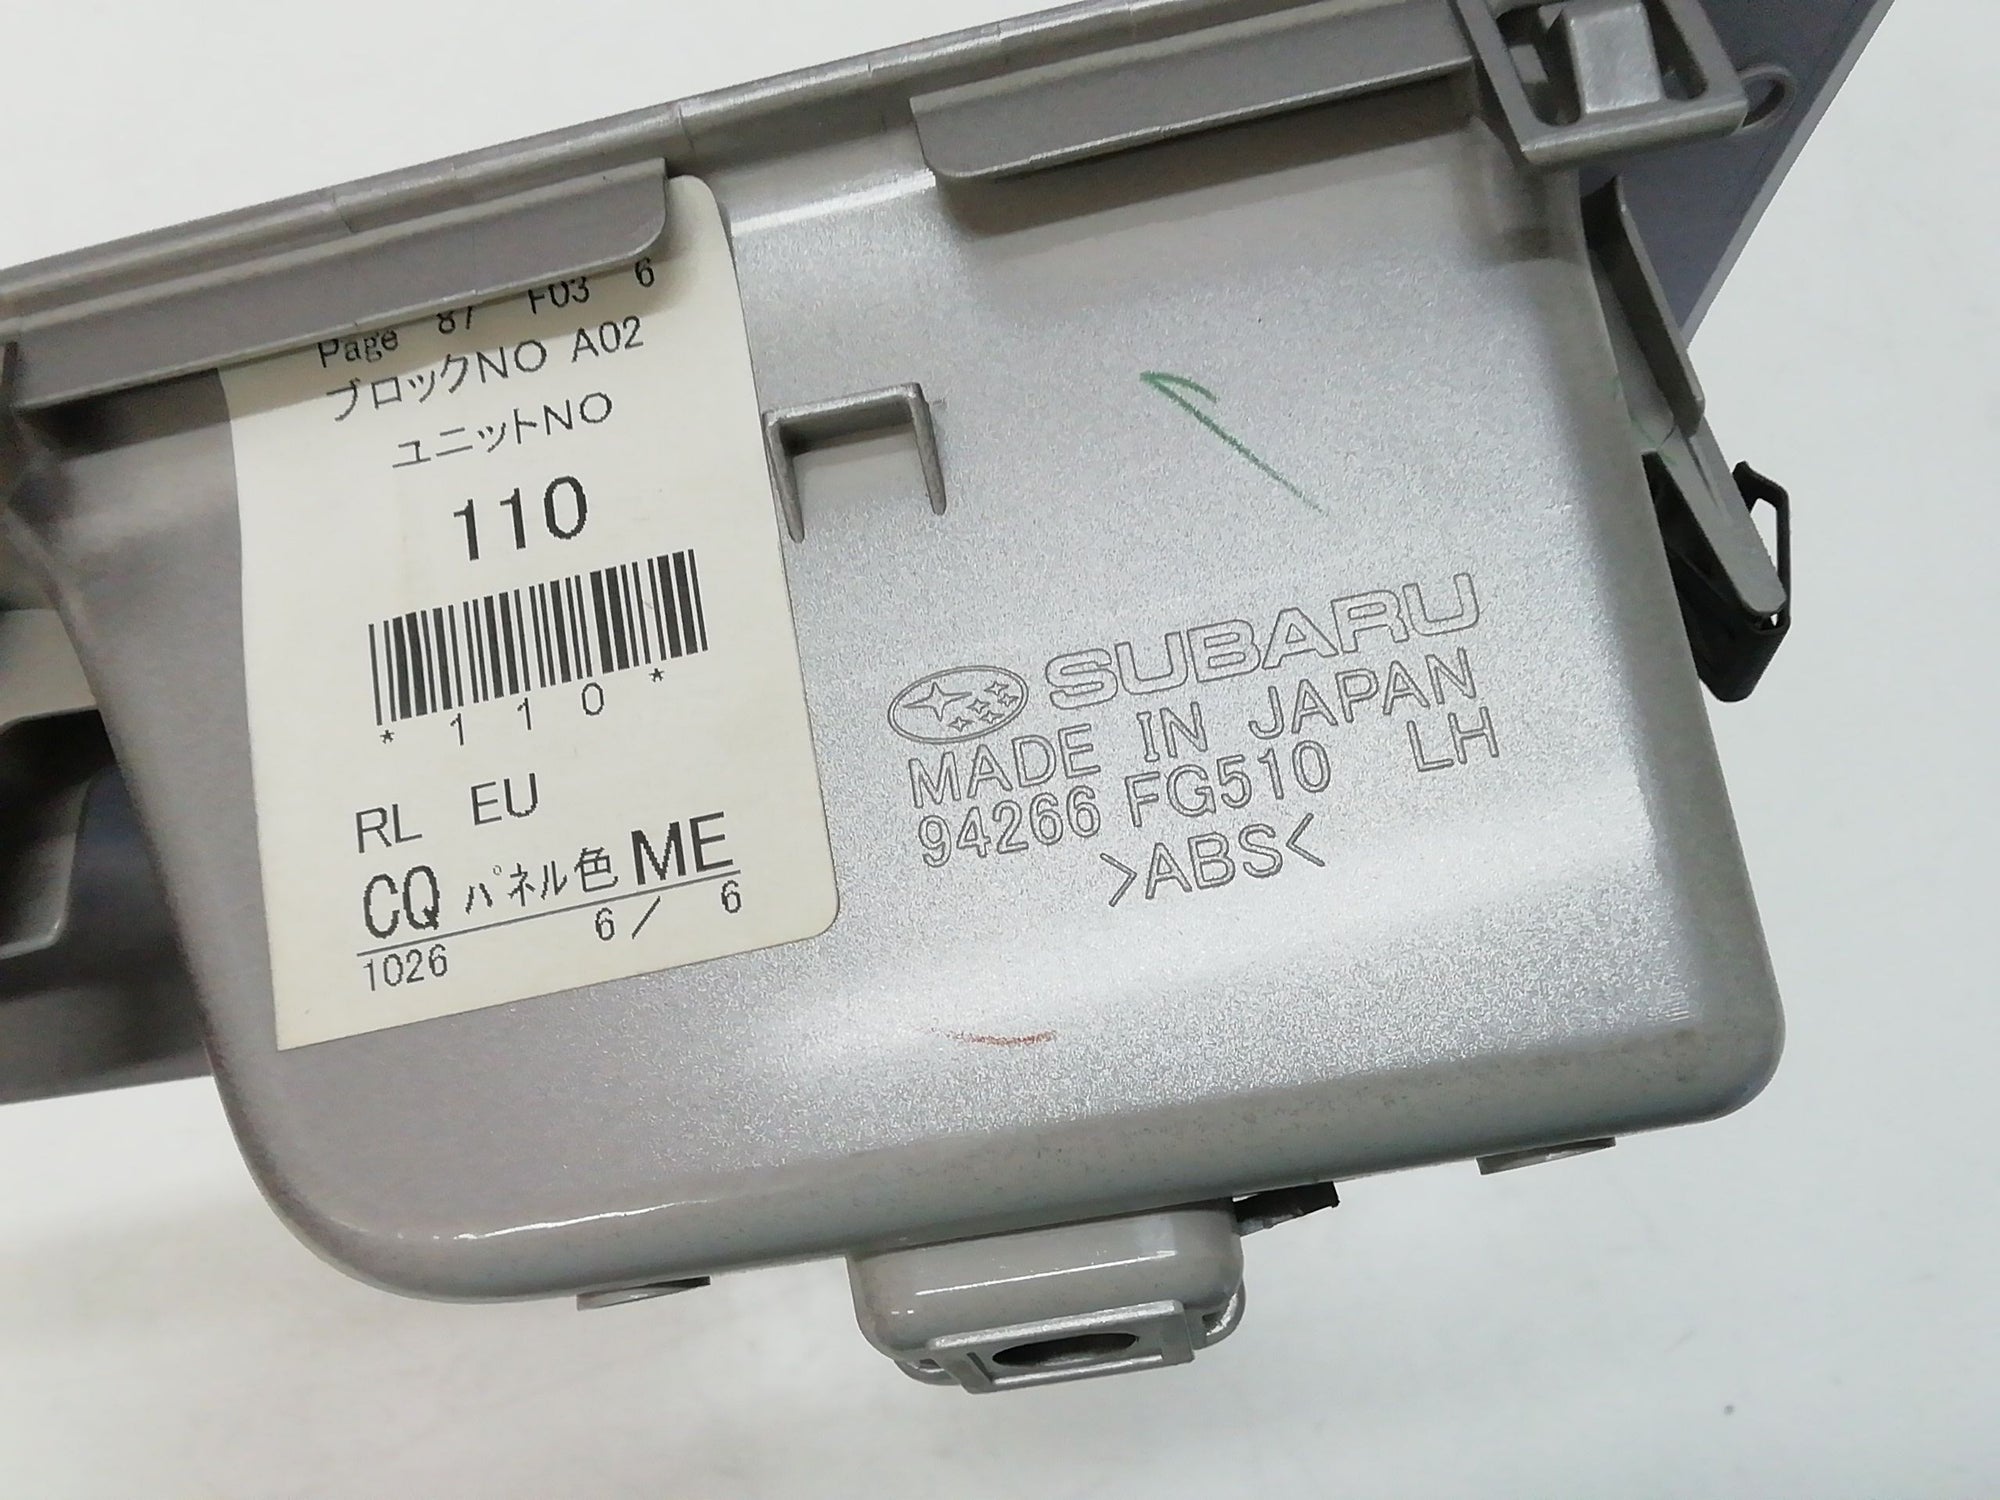 Page 87 F03 6
ブロックNO A02
ユニットNO
110
*110*
RL EU
CQ パネル色 ME
1026 6/ 6
SUBARU
MADE IN JAPAN
94266 FG510 LH
>ABS<